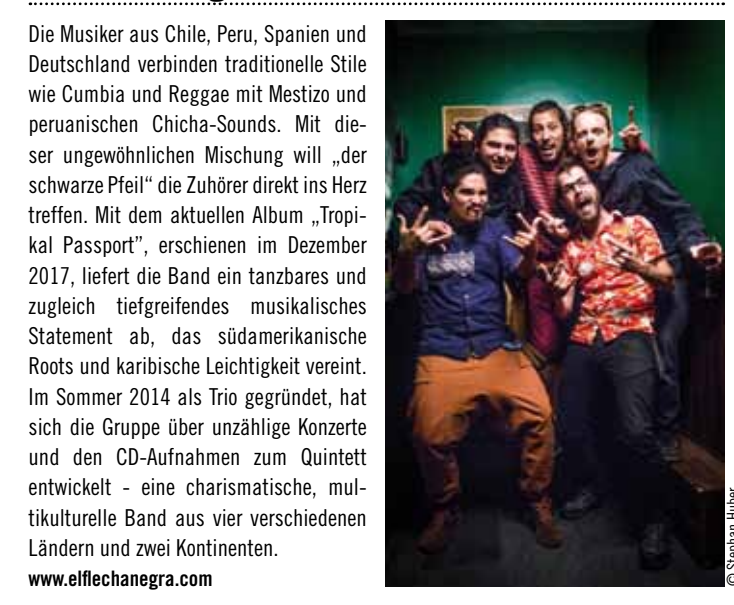 Die Musiker aus Chile, Peru, Spanien und
Deutschland verbinden traditionelle Stile
wie Cumbia und Reggae mit Mestizo und
peruanischen Chicha-Sounds. Mit die-
ser ungewöhnlichen Mischung will „der
schwarze Pfeil“ die Zuhörer direkt ins Herz
treffen. Mit dem aktuellen Album „Tropi-
kal Passport”, erschienen im Dezember
2017, liefert die Band ein tanzbares und
zugleich tiefgreifendes musikalisches
Statement ab, das südamerikanische
Roots und karibische Leichtigkeit vereint.
Im Sommer 2014 als Trio gegründet, hat
sich die Gruppe über unzählige Konzerte
und den CD-Aufnahmen zum Quintett
entwickelt - eine charismatische, mul-
tikulturelle Band aus vier verschiedenen
Ländern und zwei Kontinenten.
www.elflechanegra.com
© Stephan Huber